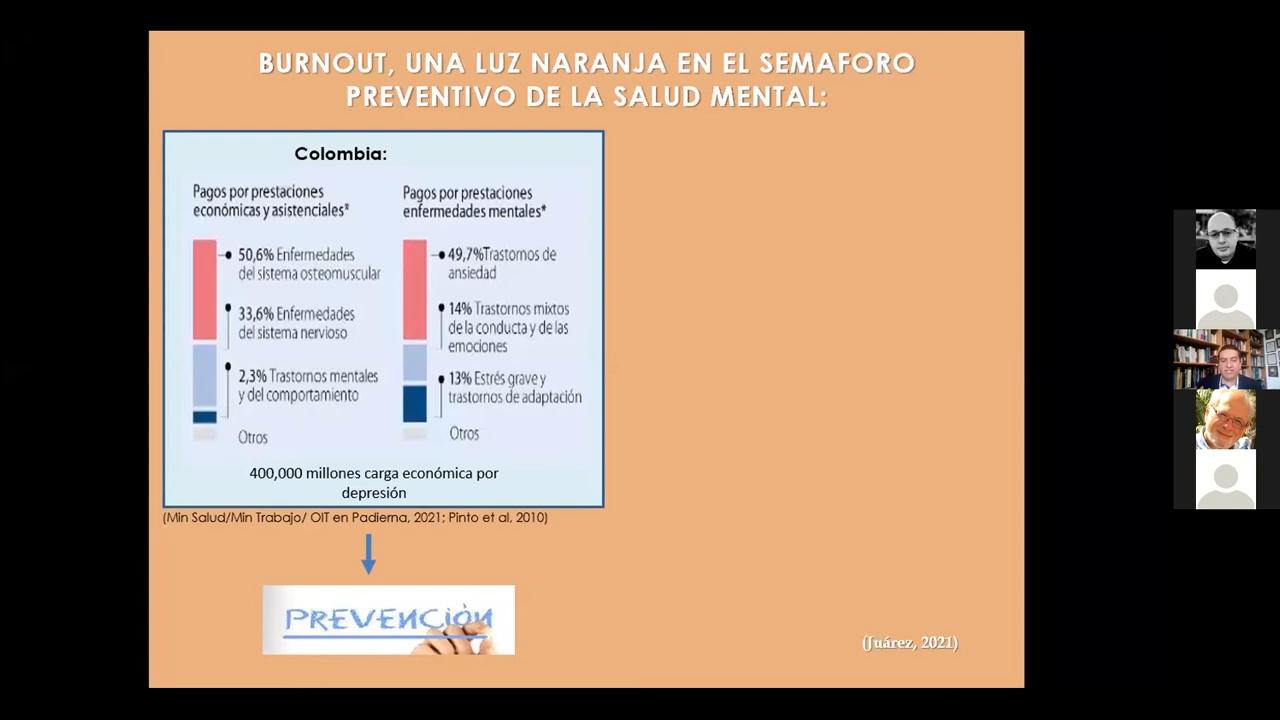 BURNOUT, UNA LUZ NARANJA EN EL SEMAFORO
PREVENTIVO DE LA SALUD MENTAL:
Colombia:
Pagos por prestaciones
económicas y asistenciales*
50,6% Enfermedades
del sistema osteomuscular
33,6% Enfermedades
del sistema nervioso
2,3% Trastornos mentales
y del comportamiento
Otros
Pagos por prestaciones
enfermedades mentales*
49,7%Trastornos de
ansiedad
14% Trastornos mixtos
de la conducta y de las
emociones
13% Estrés grave y
trastornos de adaptación
Otros
400,000 millones carga económica por
depresión
(Min Salud/Min Trabajo/ OIT en Padierna, 2021; Pinto et al, 2010)
PREVENCIÓN
(Juárez, 2021)